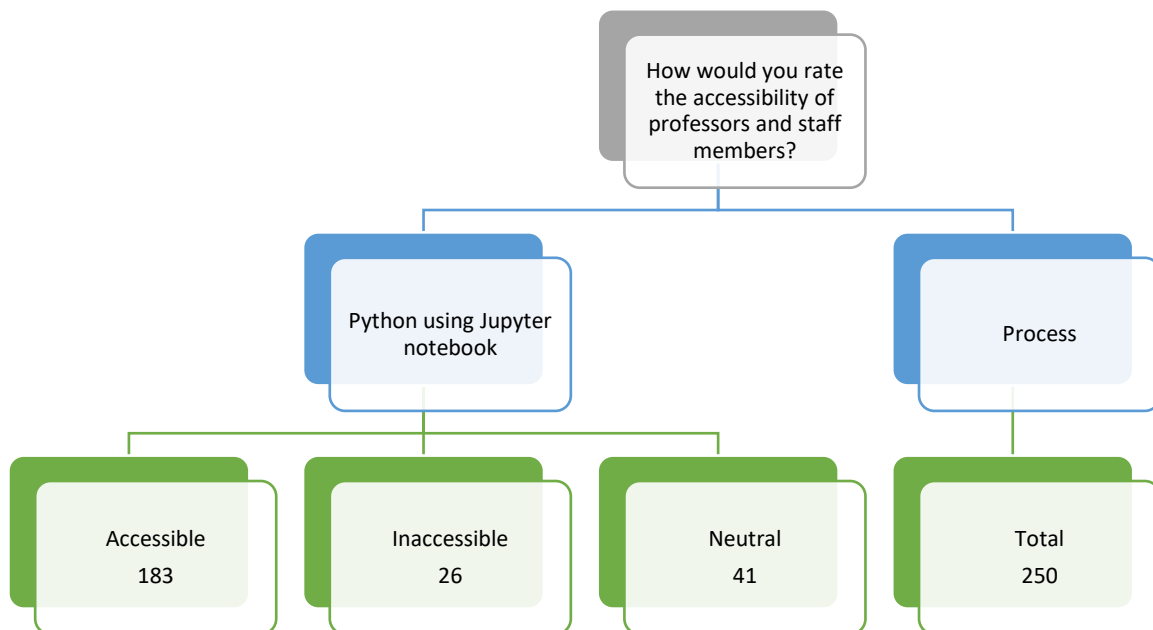 How would you rate
the accessibility of
professors and staff
members?
Python using Jupyter
notebook
Process
Accessible
183
Inaccessible
26
Neutral
41
Total
250